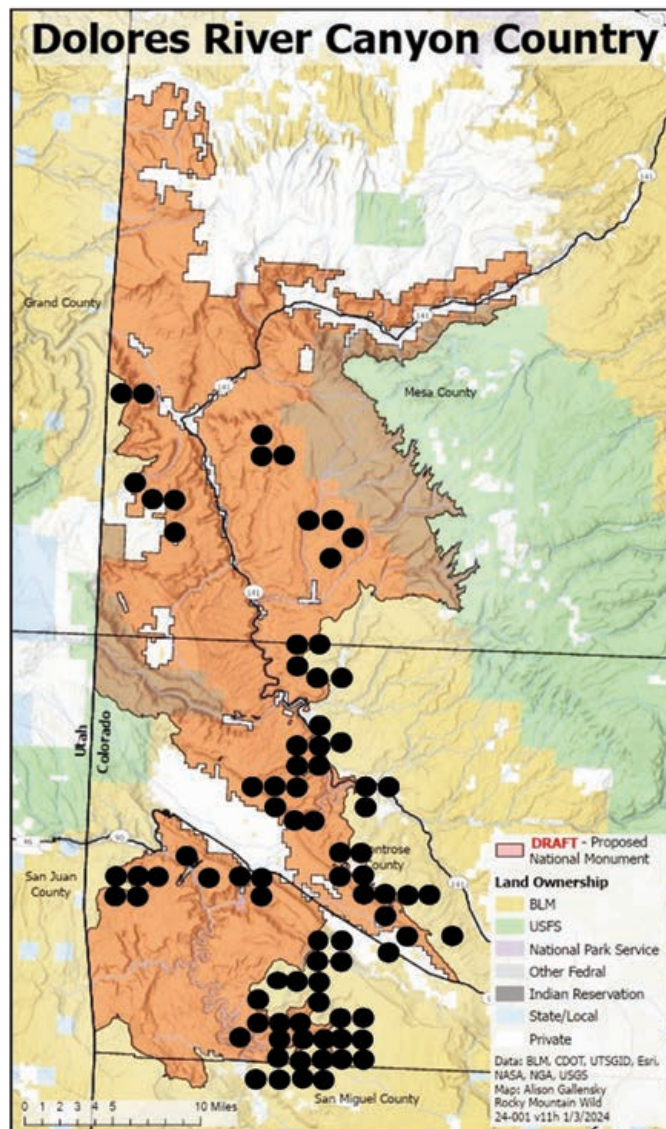 Dolores River Canyon Country
141
Grand County
141
141
Mesa County
141
Utah
Colorado
90
San Juan
County
County
141
DRAFT - Proposed
National Monument
Land Ownership
BLM
USFS
National Park Service
Other Fedral
Indian Reservation
State/Local
Private
Data: BLM, CDOT, UTSGID, Esri,
NASA, NGA, USGS
Map: Alison Gallensky
Rocky Mountain Wild
24-001 v11h 1/3/2024
San Miguel County
0 1 2 3 4 5 10 Miles